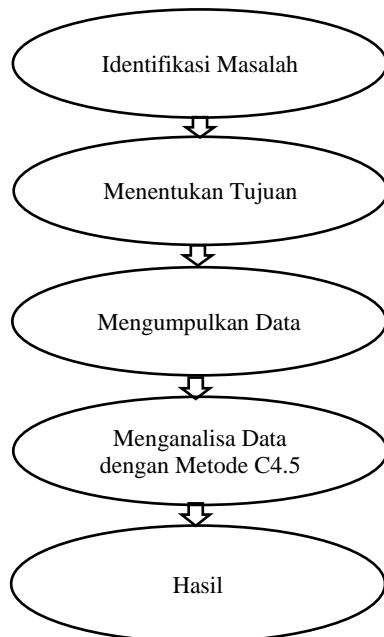 Identifikasi Masalah
Menentukan Tujuan
Mengumpulkan Data
Menganalisa Data
dengan Metode C4.5
Hasil